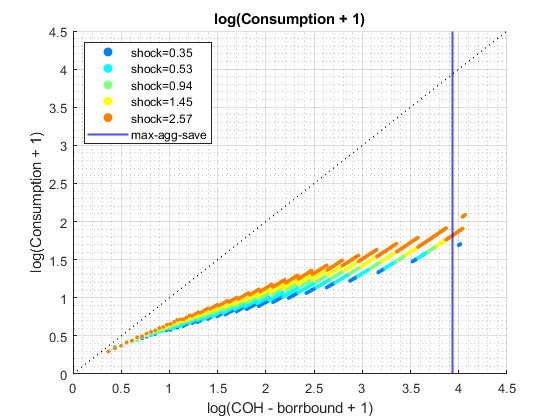 log(Consumption + 1)
4.5
4
3.5
3
2.5
2
1.5
1
0.5
0
log(Consumption + 1)
shock=0.35
shock=0.53
shock=0.94
shock=1.45
shock=2.57
max-agg-save
0 0.5 1 1.5 2 2.5 3 3.5 4 4.5
log(COH - borrbound + 1)